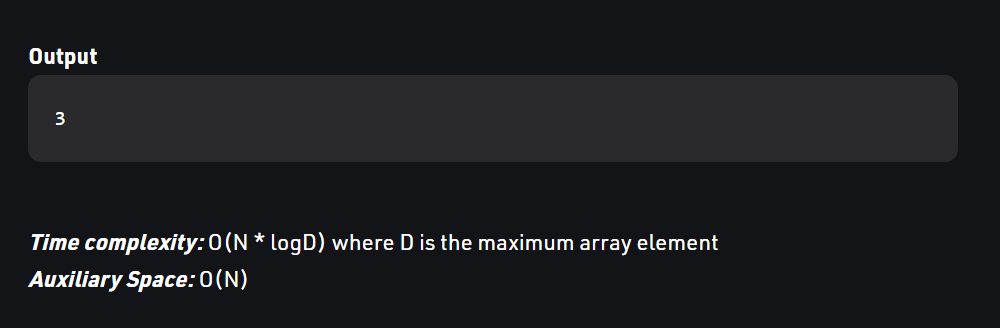 Output
3
Time complexity: O(N * logD) where D is the maximum array element
Auxiliary Space: O(N)